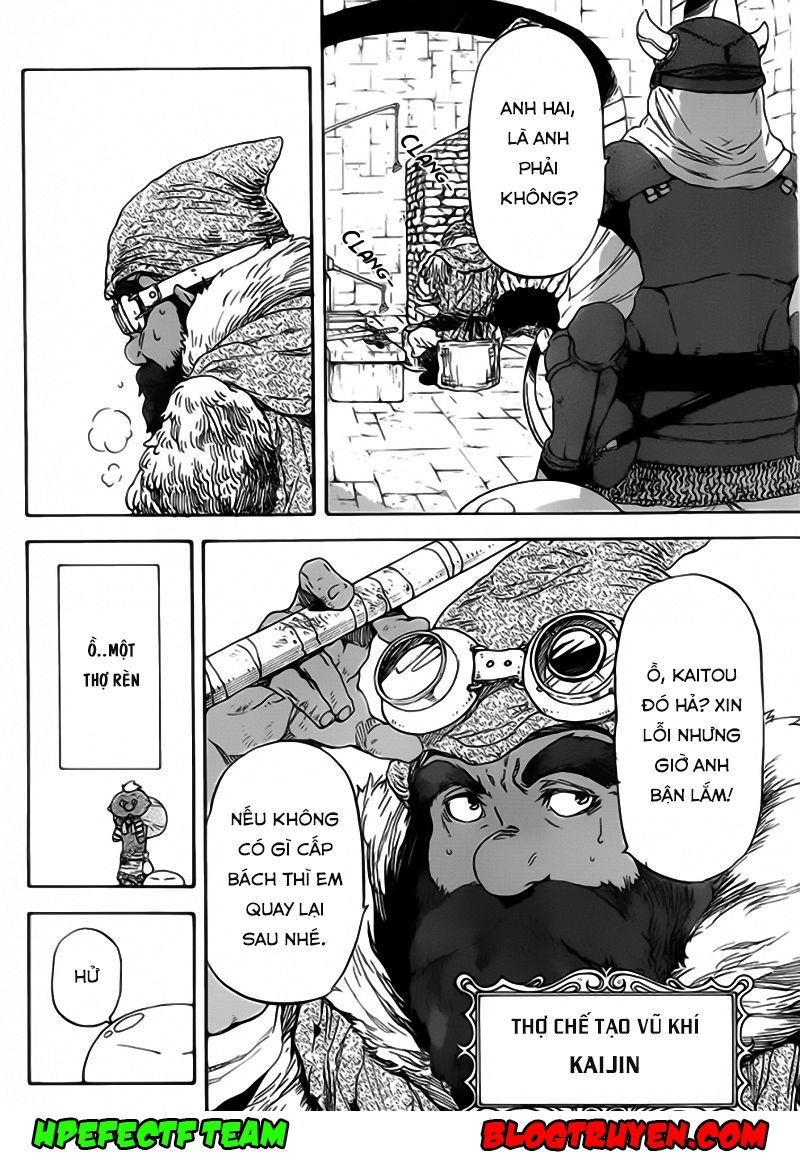 ANH HAI,
LÀ ANH
PHẢI
KHÔNG?
CLANG
CLANG
Ồ, KAITOU
ĐÓ HẢ? XIN
LỖI NHƯNG
GIỜ ANH
BẬN LẮM!
NẾU KHÔNG
CÓ GÌ CẤP
BÁCH THÌ EM
QUAY LẠI
SAU NHÉ.
THỢ CHẾ TẠO VŨ KHÍ
KAIJIN
Ồ..MỘT
THỢ RÈN
HỬ
UPEFECTF TEAM
BLOGTRUYEN.COM